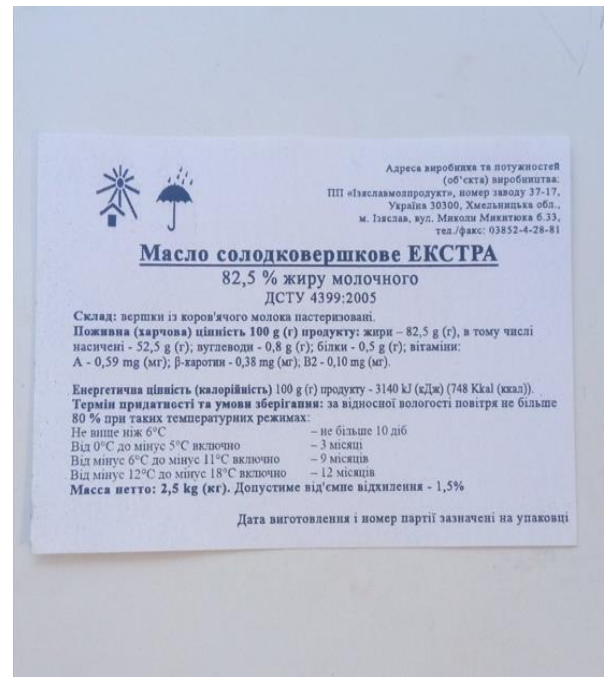 Адреса виробника та потужностей
(об'єкта) виробництва:
ПП «Ізяславмолпродукт», номер заводу 37-17,
Україна 30300, Хмельницька обл.,
м. Ізяслав, вул. Миколи Микитюка б.33,
тел./факс: 03852-4-28-81
Масло солодковершкове ЕКСТРА
82,5 % жиру молочного
ДСТУ 4399:2005
Склад: вершки із коров'ячого молока пастеризовані.
Поживна (харчова) цінність 100 g (г) продукту: жири – 82,5 g (г), в тому числі
насичені - 52,5 g (г); вуглеводи - 0,8 g (г); білки - 0,5 g (г); вітаміни:
А - 0,59 mg (мг); β-каротин - 0,38 mg (мг); В2 - 0,10 mg (мг).
Енергетична цінність (калорійність) 100 g (г) продукту - 3140 kJ (кДж) (748 Kkal (ккал)).
Термін придатності та умови зберігання: за відносної вологості повітря не більше
80 % при таких температурних режимах:
Не вище ніж 6°С – не більше 10 діб
Від 0°С до мінус 5°С включно – 3 місяці
Від мінус 6°С до мінус 11°С включно – 9 місяців
Від мінус 12°С до мінус 18°С включно – 12 місяців
Масса нетто: 2,5 kg (кг). Допустиме від'ємне відхилення - 1,5%
Дата виготовлення і номер партії зазначені на упаковці